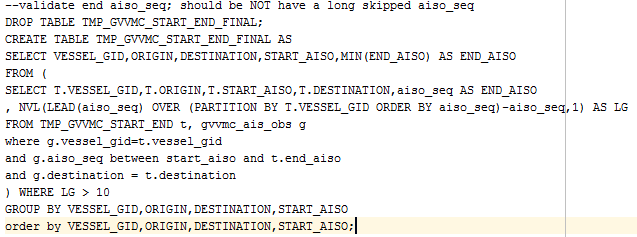 --validate end aiso_seq; should be NOT have a long skipped aiso_seq
DROP TABLE TMP_GVVMC_START_END_FINAL;
CREATE TABLE TMP_GVVMC_START_END_FINAL AS
SELECT VESSEL_GID,ORIGIN,DESTINATION,START_AISO,MIN(END_AISO) AS END_AISO
FROM (
SELECT T.VESSEL_GID,T.ORIGIN,T.START_AISO,T.DESTINATION,aiso_seq AS END_AISO
, NVL(LEAD(aiso_seq) OVER (PARTITION BY T.VESSEL_GID ORDER BY aiso_seq)-aiso_seq,1) AS LG
FROM TMP_GVVMC_START_END t, gvvmc_ais_obs g
where g.vessel_gid=t.vessel_gid
and g.aiso_seq between start_aiso and t.end_aiso
and g.destination = t.destination
) WHERE LG > 10
GROUP BY VESSEL_GID,ORIGIN,DESTINATION,START_AISO
order by VESSEL_GID,ORIGIN,DESTINATION,START_AISO;